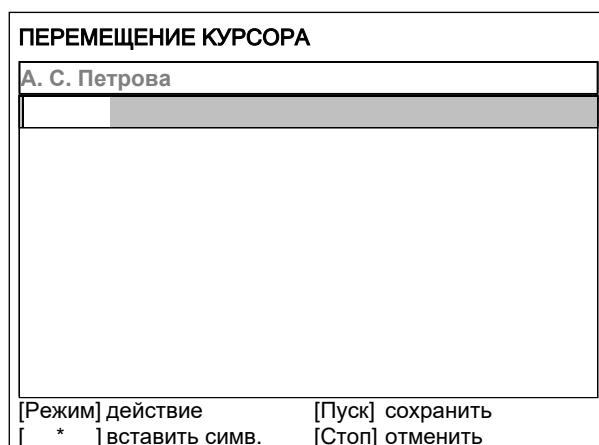 ПЕРЕМЕЩЕНИЕ КУРСОРА
А. С. Петрова
[Режим] действие [Пуск] сохранить
[ * ] вставить симв. [Стоп] отменить